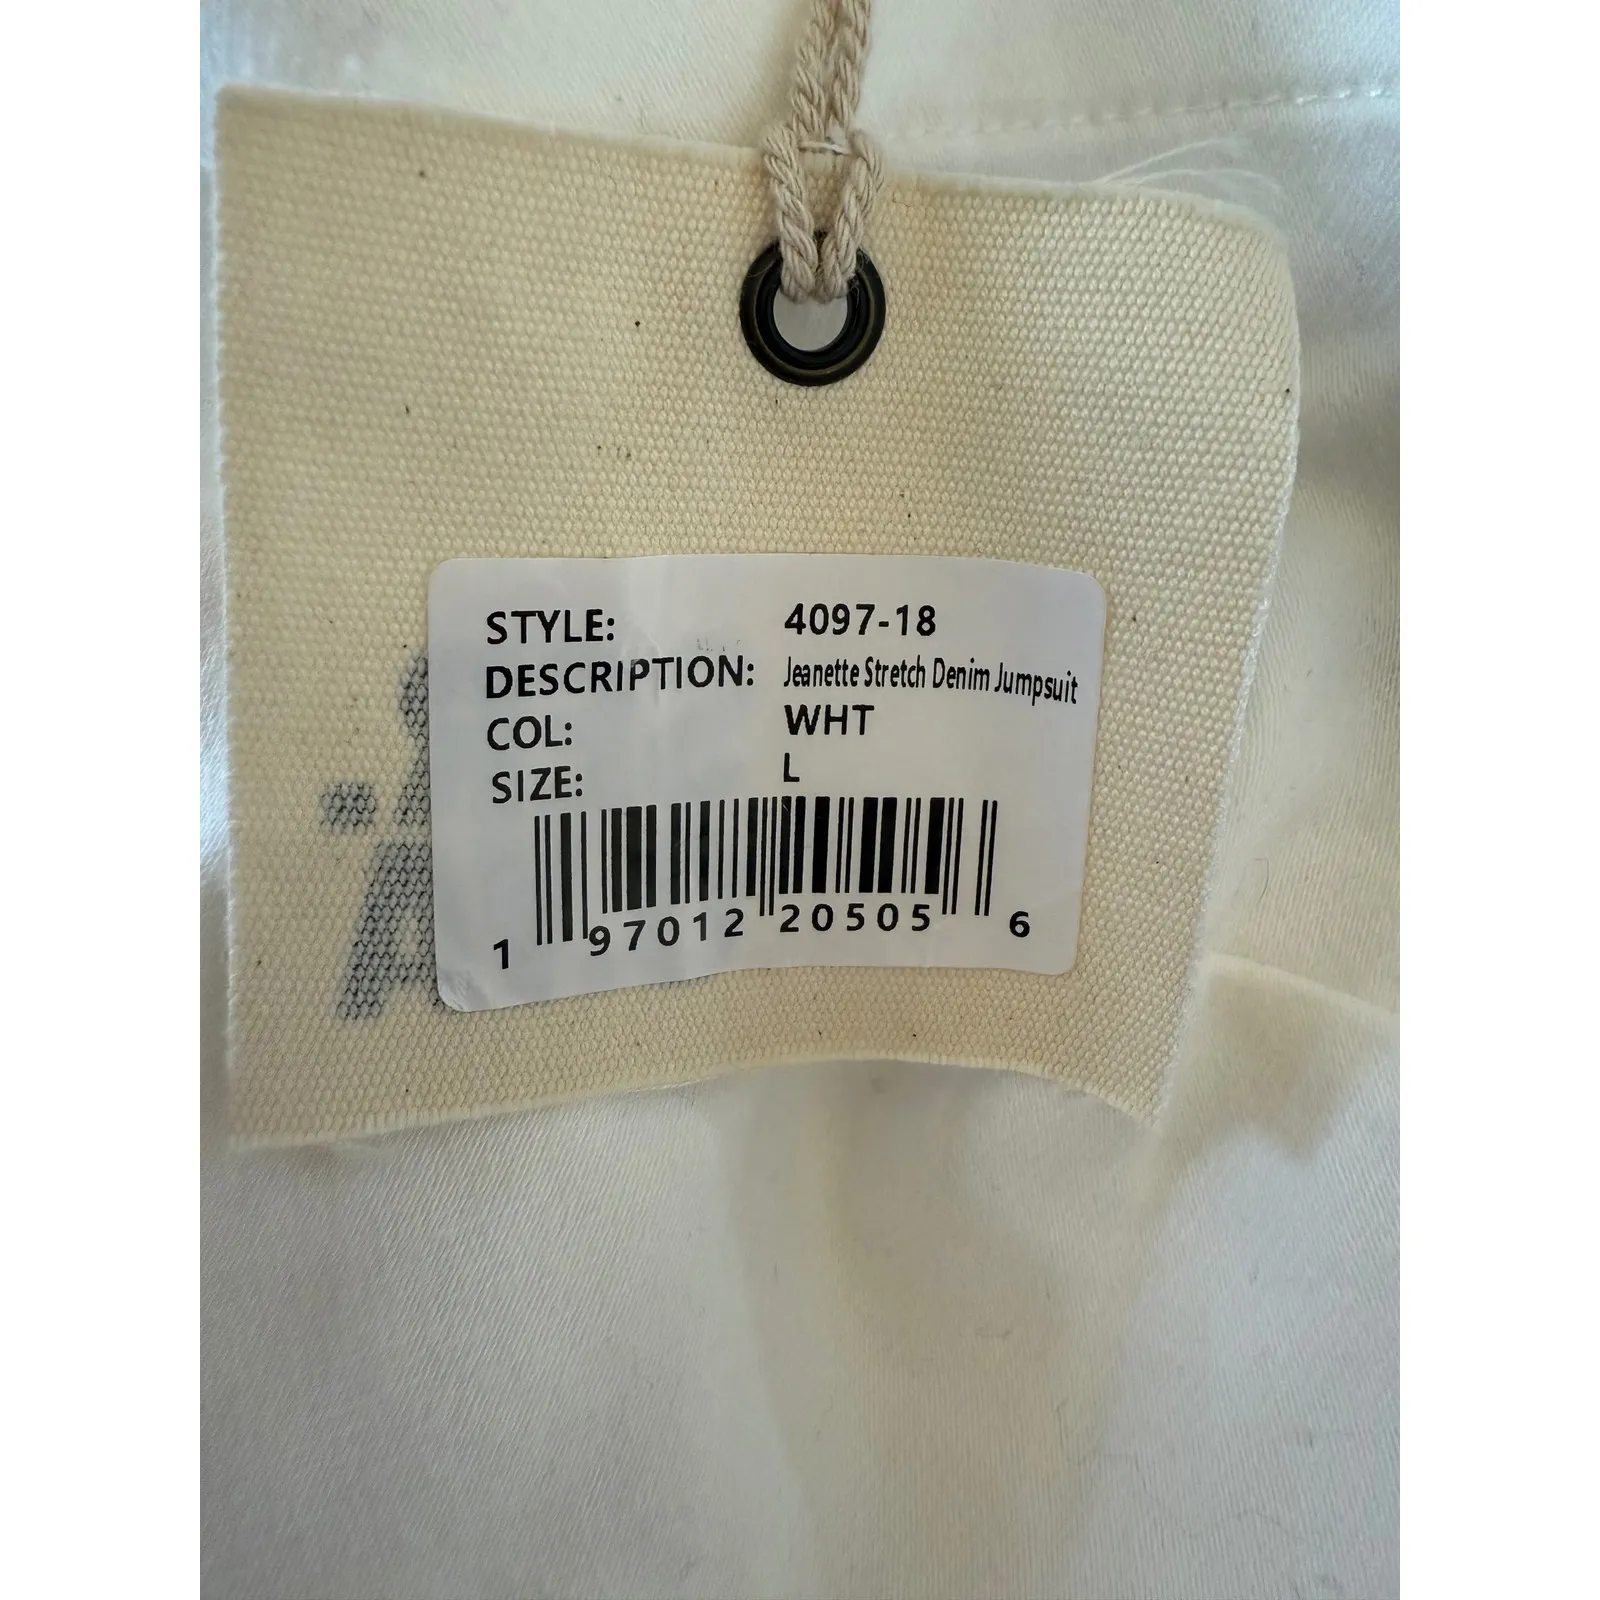 STYLE: 4097-18
DESCRIPTION: Jeanette Stretch Denim Jumpsuit
COL: WHT
SIZE: L
1 97012 20505 6